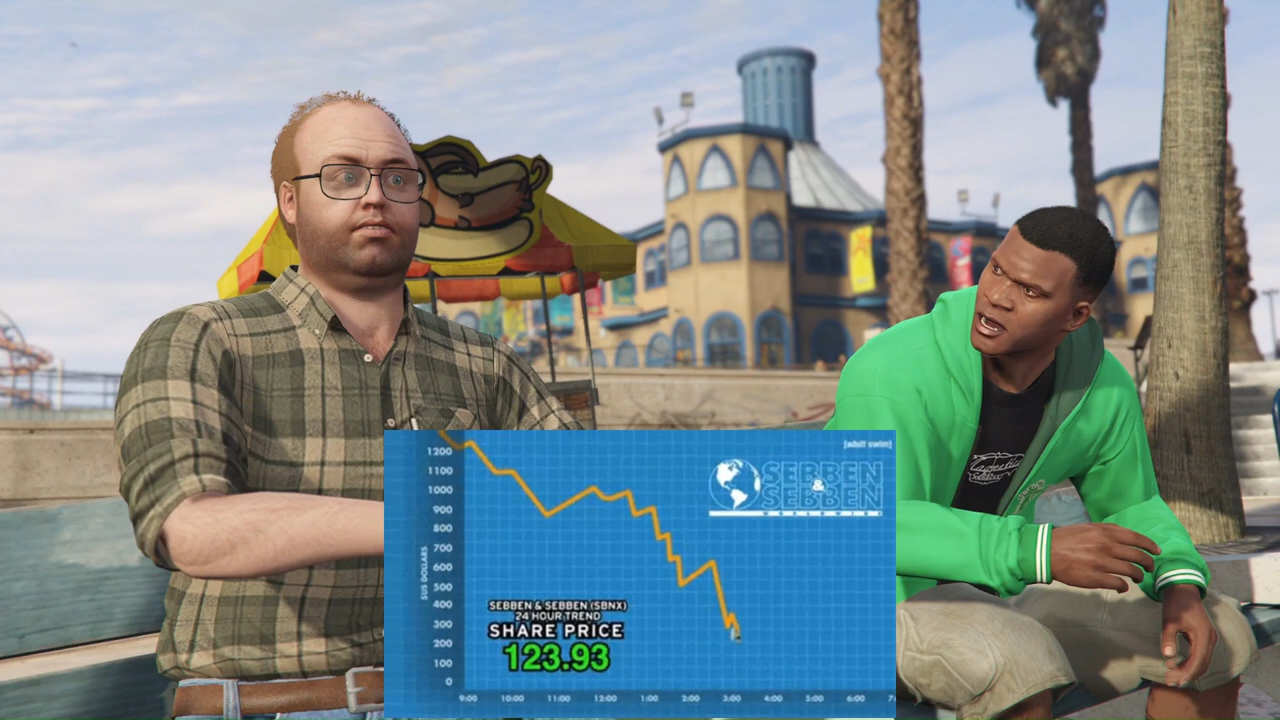 [adult swim]
SEBBEN
&
SEBBEN
WORLDWIDE
1200
1100
1000
900
800
700
600
500
400
300
200
100
0
$US DOLLARS
SEBBEN & SEBBEN (SBNX)
24 HOUR TREND
SHARE PRICE
123.93
9:00 10:00 11:00 12:00 1:00 2:00 3:00 4:00 5:00 6:00